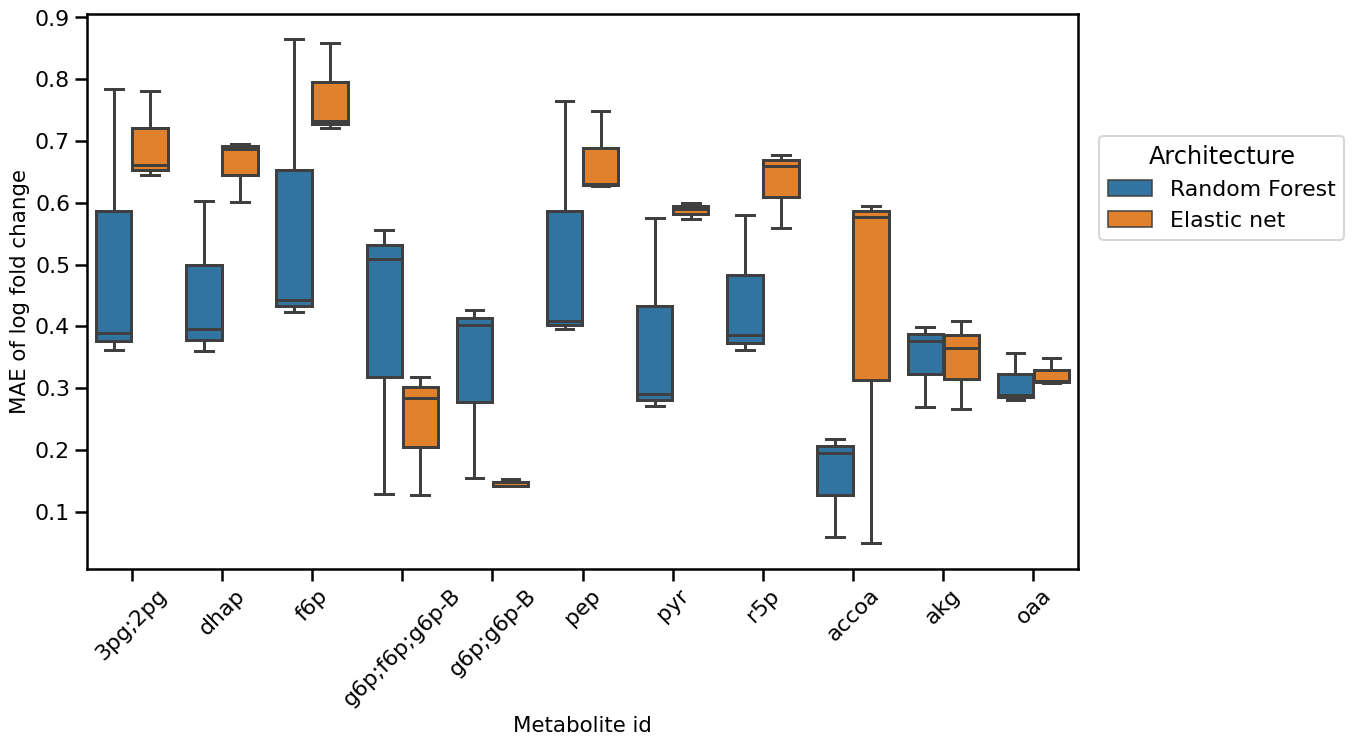 MAE of log fold change
0.9
0.8
0.7
0.6
0.5
0.4
0.3
0.2
0.1
3pg;2pg
dhap
f6p
g6p;f6p;g6p-B
g6p;g6p-B
pep
pyr
r5p
accoa
akg
oaa
Metabolite id
Architecture
Random Forest
Elastic net